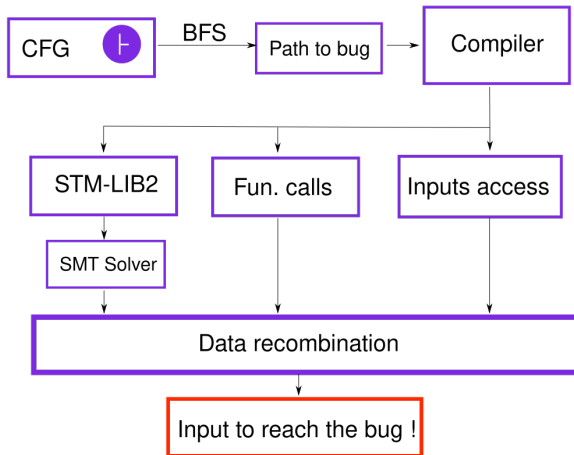 CFG
BFS
Path to bug
Compiler
STM-LIB2
Fun. calls
Inputs access
SMT Solver
Data recombination
Input to reach the bug !